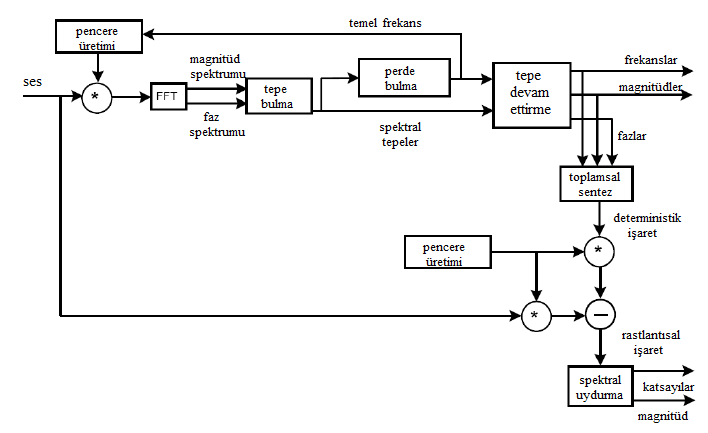 temel frekans
pencere
üretimi
magnitüd
spektrumu
frekanslar
ses
*
FFT
tepe
bulma
perde
bulma
tepe
devam
ettirme
magnitüdler
faz
spektrumu
spektral
tepeler
fazlar
toplamsal
sentez
deterministik
işaret
pencere
üretimi
*
*
rastlantısal
işaret
spektral
uydurma
katsayılar
magnitüd